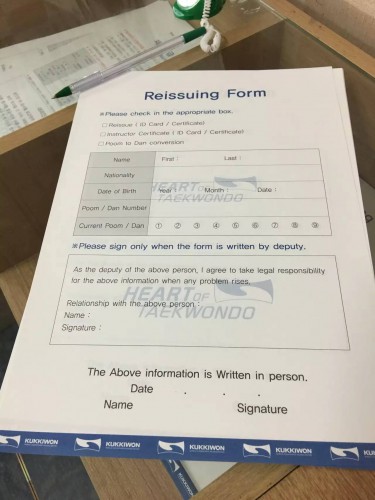 Reissuing Form
※Please check in the appropriate box.
□ Reissue ( ID Card / Certificate)
□ Instructor Certificate ( ID Card / Certificate)
□ Poom to Dan conversion
Name First : Last :
Nationality
Date of Birth Year : Month : Date :
Poom / Dan Number
Current Poom / Dan ① ② ③ ④ ⑤ ⑥ ⑦ ⑧ ⑨
HEART OF
TAEKWONDO
※Please sign only when the form is written by deputy.
As the deputy of the above person, I agree to take legal responsibility
for the above information when any problem rises.
Relationship with the above person :
Name :
Signature :
HEART OF
TAEKWONDO
The Above information is Written in person.
Date . . .
Name Signature
KUKKIWON KUKKIWON KUKKIWON KUKKIWON